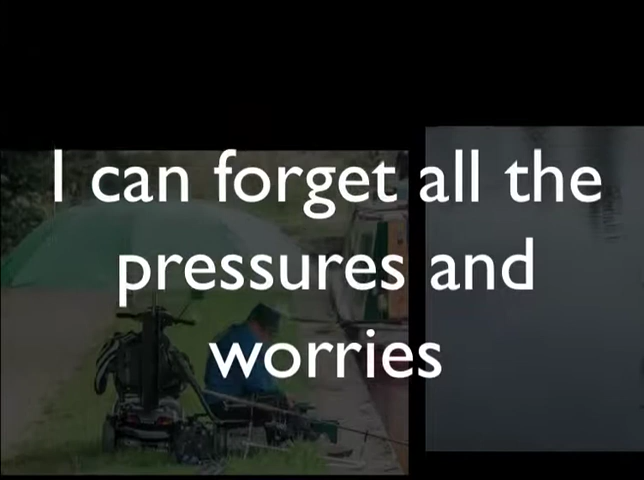 I can forget all the
pressures and
worries